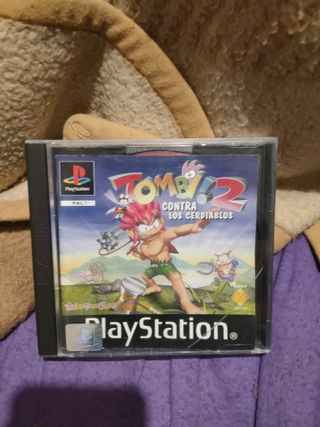 PlayStation
PAL
TOMBI! 2
CONTRA
LOS CERDIABLOS
PlayStation®